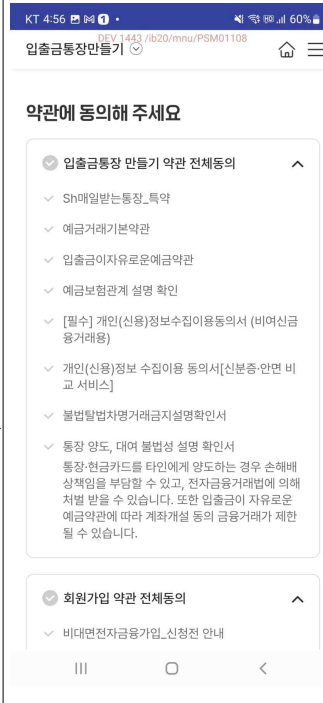 KT 4:56 1 • 60%
DEV 1443 /ib20/mnu/PSM01108
입출금통장만들기
약관에 동의해 주세요
입출금통장 만들기 약관 전체동의
Sh매일받는통장_특약
예금거래기본약관
입출금이자유로운예금약관
예금보험관계 설명 확인
[필수] 개인(신용)정보수집이용동의서 (비여신금
융거래용)
개인(신용)정보 수집이용 동의서[신분증·안면 비
교 서비스]
불법탈법차명거래금지설명확인서
통장 양도, 대여 불법성 설명 확인서
통장·현금카드를 타인에게 양도하는 경우 손해배
상책임을 부담할 수 있고, 전자금융거래법에 의해
처벌 받을 수 있습니다. 또한 입출금이 자유로운
예금약관에 따라 계좌개설 동의 금융거래가 제한
될 수 있습니다.
회원가입 약관 전체동의
비대면전자금융가입_신청전 안내